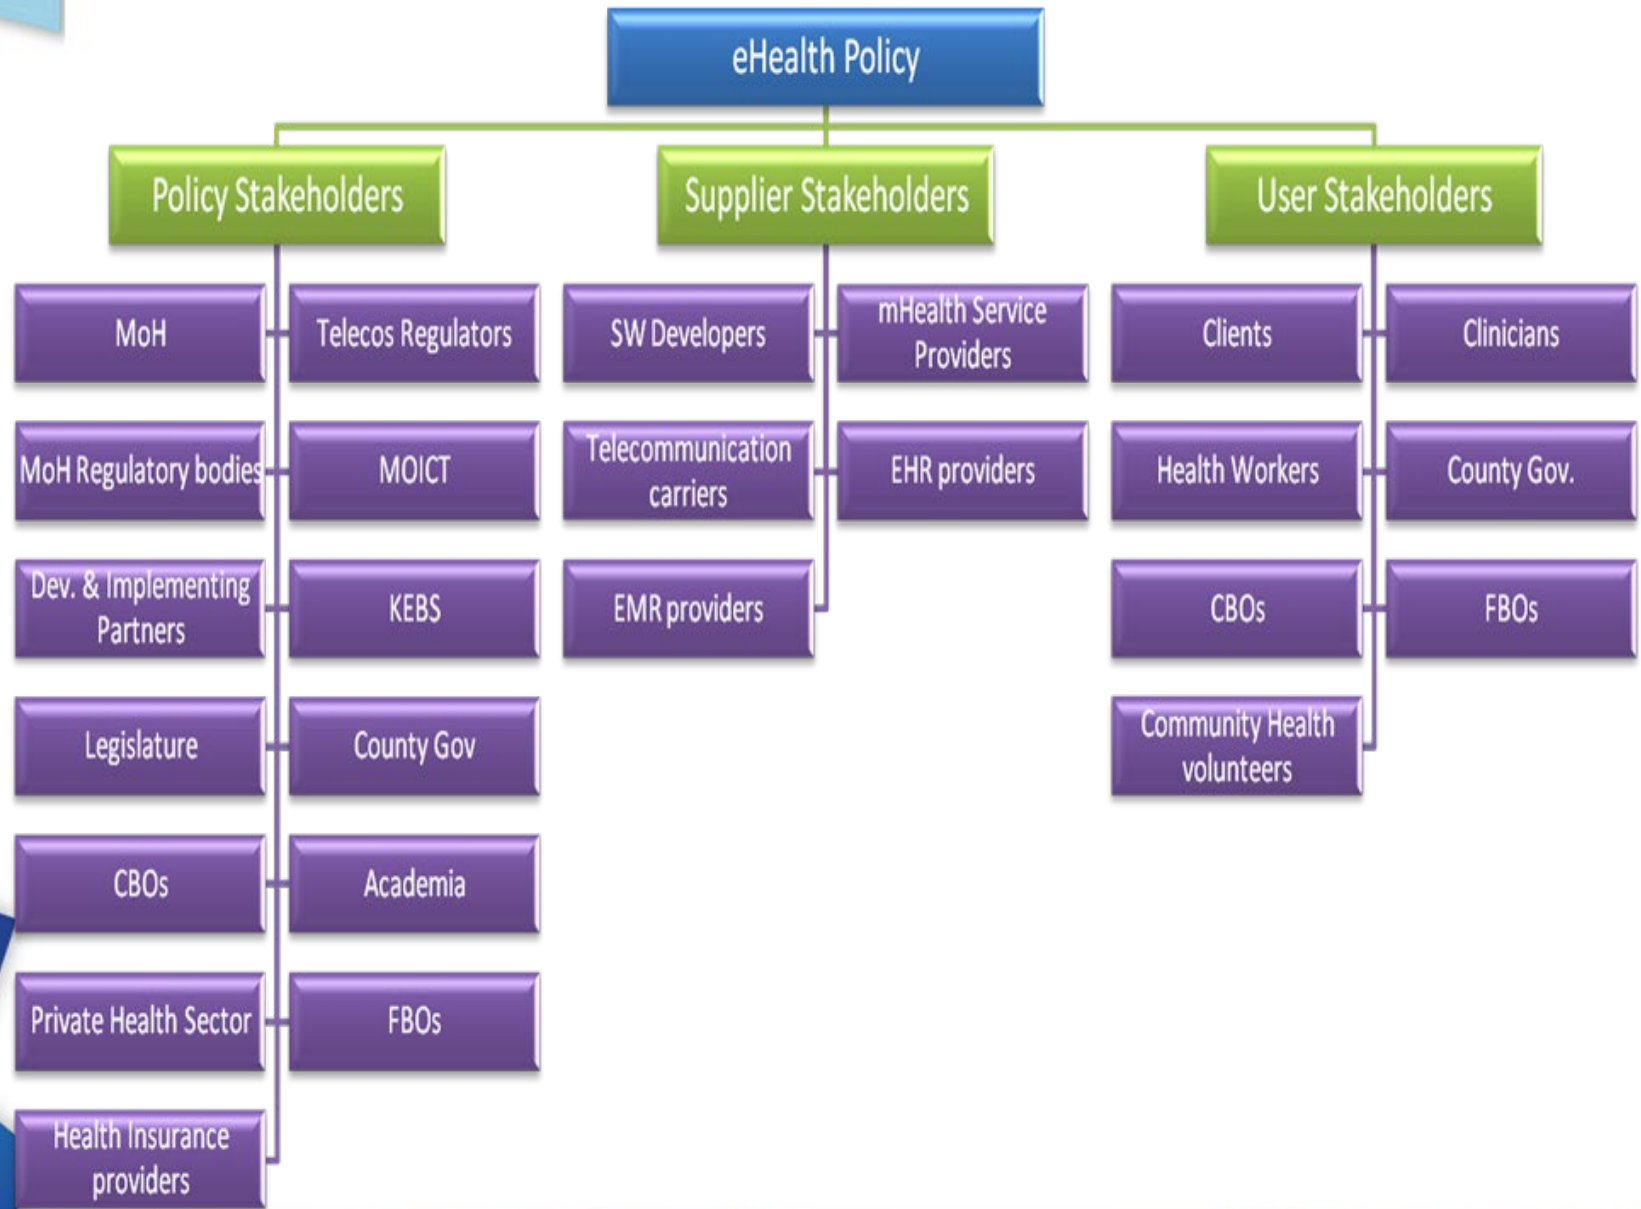 eHealth Policy
Policy Stakeholders
Supplier Stakeholders
User Stakeholders
MoH
Telecos Regulators
MoH Regulatory bodies
MOICT
Dev. & Implementing
Partners
KEBS
Legislature
County Gov
CBOs
Academia
Private Health Sector
FBOs
Health Insurance
providers
SW Developers
mHealth Service
Providers
Telecommunication
carriers
EHR providers
EMR providers
Clients
Clinicians
Health Workers
County Gov.
CBOs
FBOs
Community Health
volunteers